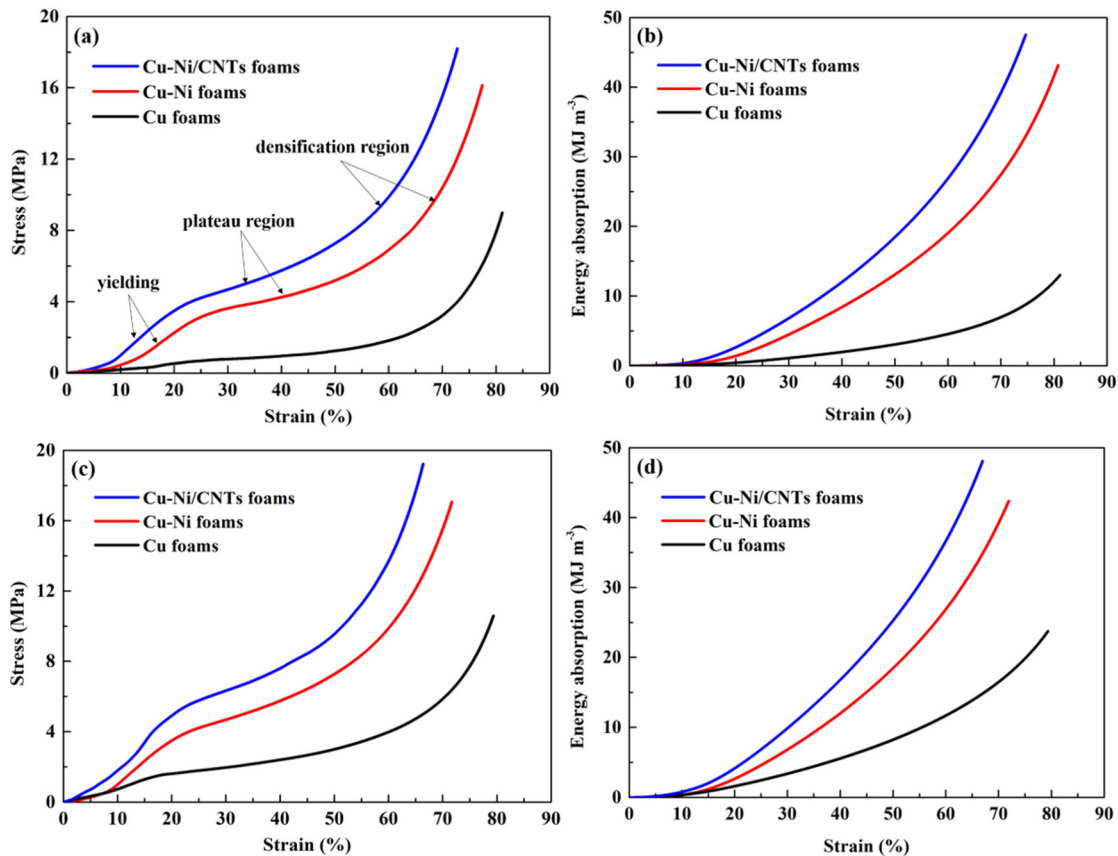 (a)
Cu-Ni/CNTs foams
Cu-Ni foams
Cu foams
densification region
plateau region
yielding
Stress (MPa)
20
16
12
8
4
0
0 10 20 30 40 50 60 70 80 90
Strain (%)
(b)
Cu-Ni/CNTs foams
Cu-Ni foams
Cu foams
Energy absorption (MJ m⁻³)
50
40
30
20
10
0
0 10 20 30 40 50 60 70 80 90
Strain (%)
(c)
Cu-Ni/CNTs foams
Cu-Ni foams
Cu foams
Stress (MPa)
20
16
12
8
4
0
0 10 20 30 40 50 60 70 80 90
Strain (%)
(d)
Cu-Ni/CNTs foams
Cu-Ni foams
Cu foams
Energy absorption (MJ m⁻³)
50
40
30
20
10
0
0 10 20 30 40 50 60 70 80 90
Strain (%)